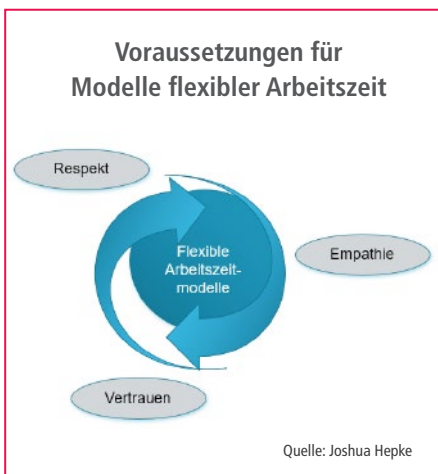 Voraussetzungen für
Modelle flexibler Arbeitszeit
Respekt
Flexible
Arbeitszeit-
modelle
Empathie
Vertrauen
Quelle: Joshua Hepke